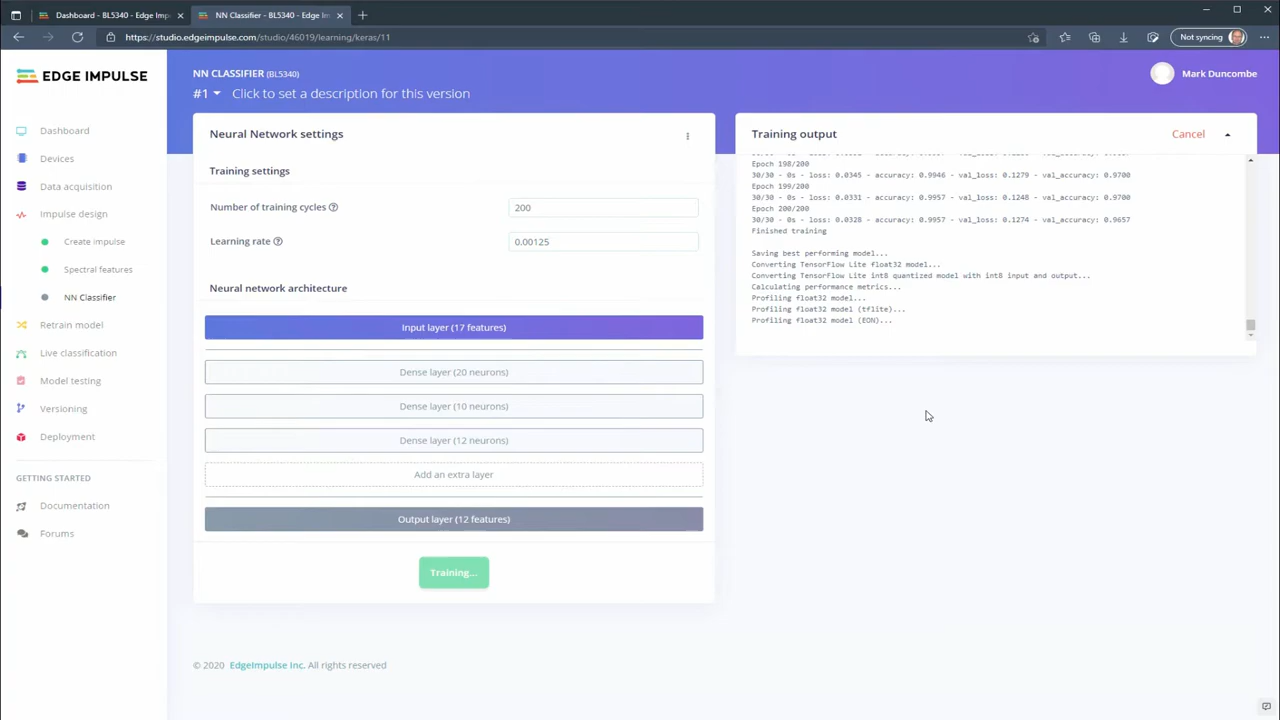 Dashboard - BL5340 - Edge Imp
NN Classifier - BL5340 - Edge Im
https://studio.edgeimpulse.com/studio/46019/learning/keras/11
Not syncing
EDGE IMPULSE
Dashboard
Devices
Data acquisition
Impulse design
Create impulse
Spectral features
NN Classifier
Retrain model
Live classification
Model testing
Versioning
Deployment
GETTING STARTED
Documentation
Forums
NN CLASSIFIER (BL5340)
#1 Click to set a description for this version
Mark Duncombe
Neural Network settings
Training settings
Number of training cycles
200
Learning rate
0.00125
Neural network architecture
Input layer (17 features)
Dense layer (20 neurons)
Dense layer (10 neurons)
Dense layer (12 neurons)
Add an extra layer
Output layer (12 features)
Training...
Training output
Cancel
Epoch 198/200
30/30 - 0s - loss: 0.0345 - accuracy: 0.9946 - val_loss: 0.1279 - val_accuracy: 0.9700
Epoch 199/200
30/30 - 0s - loss: 0.0331 - accuracy: 0.9957 - val_loss: 0.1248 - val_accuracy: 0.9700
Epoch 200/200
30/30 - 0s - loss: 0.0328 - accuracy: 0.9957 - val_loss: 0.1274 - val_accuracy: 0.9657
Finished training
Saving best performing model...
Converting TensorFlow Lite float32 model...
Converting TensorFlow Lite int8 quantized model with int8 input and output...
Calculating performance metrics...
Profiling float32 model...
Profiling float32 model (tflite)...
Profiling float32 model (EON)...
© 2020 EdgeImpulse Inc. All rights reserved